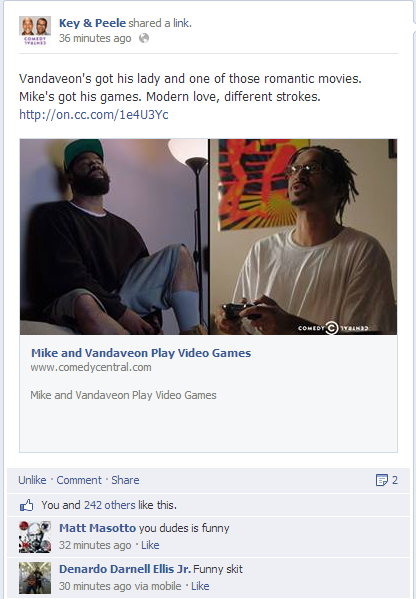 Key & Peele shared a link.
36 minutes ago
COMEDY
CENTRAL
Vandaveon's got his lady and one of those romantic movies.
Mike's got his games. Modern love, different strokes.
http://on.cc.com/1e4U3Yc
COMEDY CENTRAL
Mike and Vandaveon Play Video Games
www.comedycentral.com
Mike and Vandaveon Play Video Games
Unlike · Comment · Share 2
You and 242 others like this.
Matt Masotto you dudes is funny
32 minutes ago · Like
Denardo Darnell Ellis Jr. Funny skit
30 minutes ago via mobile · Like